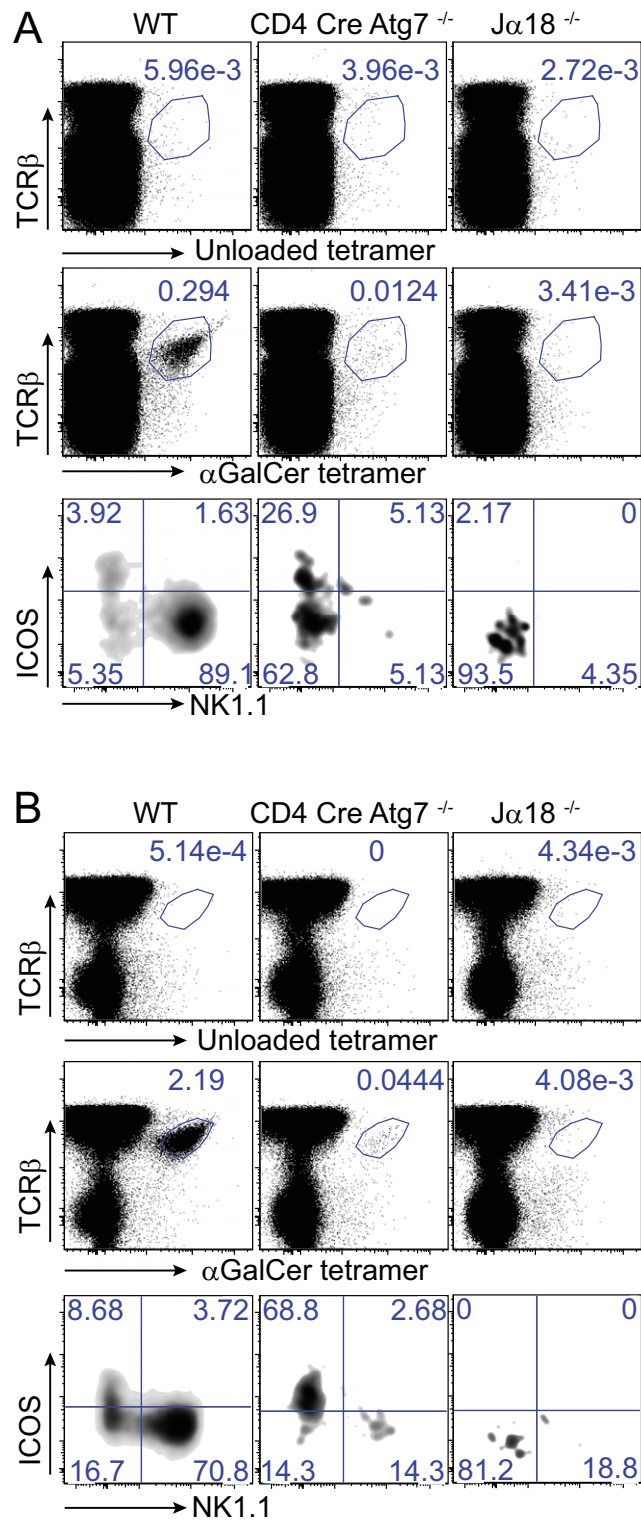 A
WT CD4 Cre Atg7 -/- Jα18 -/-
5.96e-3 3.96e-3 2.72e-3
TCRβ
Unloaded tetramer
0.294 0.0124 3.41e-3
TCRβ
αGalCer tetramer
3.92 1.63 26.9 5.13 2.17 0
ICOS
5.35 89.1 62.8 5.13 93.5 4.35
NK1.1
B
WT CD4 Cre Atg7 -/- Jα18 -/-
5.14e-4 0 4.34e-3
TCRβ
Unloaded tetramer
2.19 0.0444 4.08e-3
TCRβ
αGalCer tetramer
8.68 3.72 68.8 2.68 0 0
ICOS
16.7 70.8 14.3 14.3 81.2 18.8
NK1.1